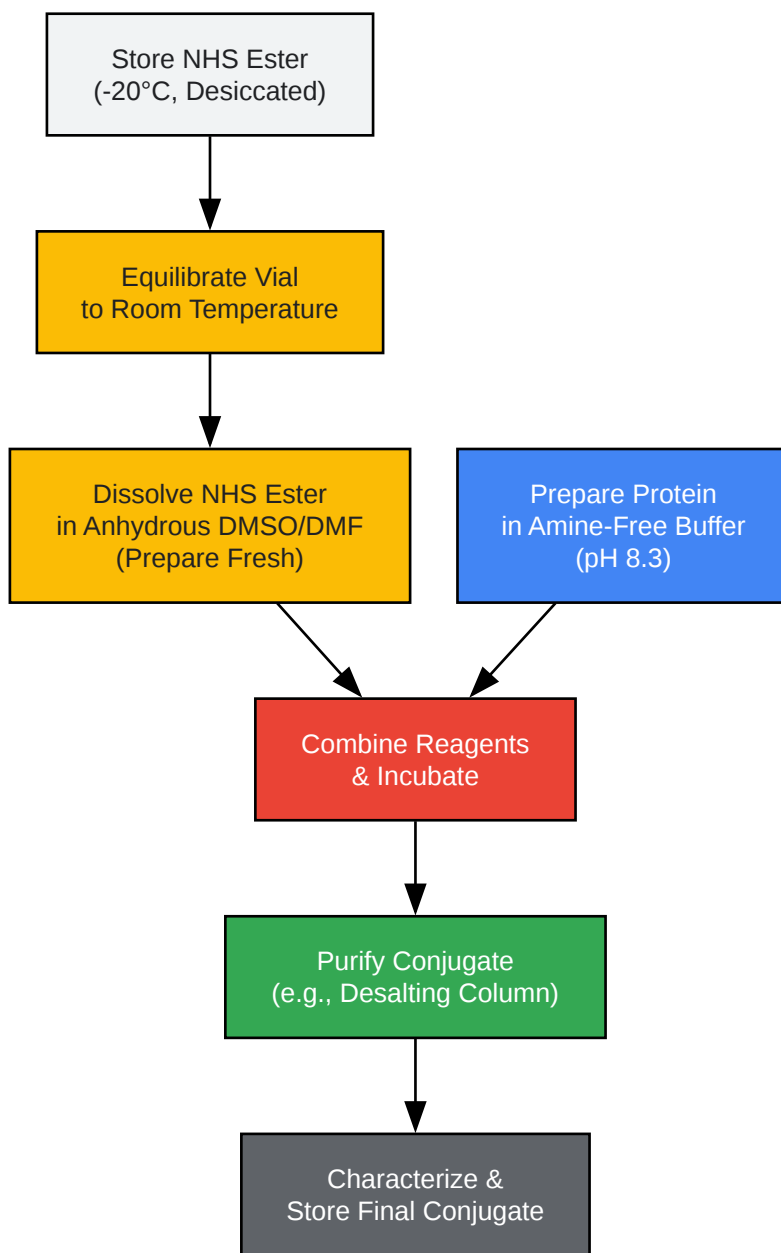 Store NHS Ester
(-20°C, Desiccated)
Equilibrate Vial
to Room Temperature
Dissolve NHS Ester
in Anhydrous DMSO/DMF
(Prepare Fresh)
Prepare Protein
in Amine-Free Buffer
(pH 8.3)
Combine Reagents
& Incubate
Purify Conjugate
(e.g., Desalting Column)
Characterize &
Store Final Conjugate